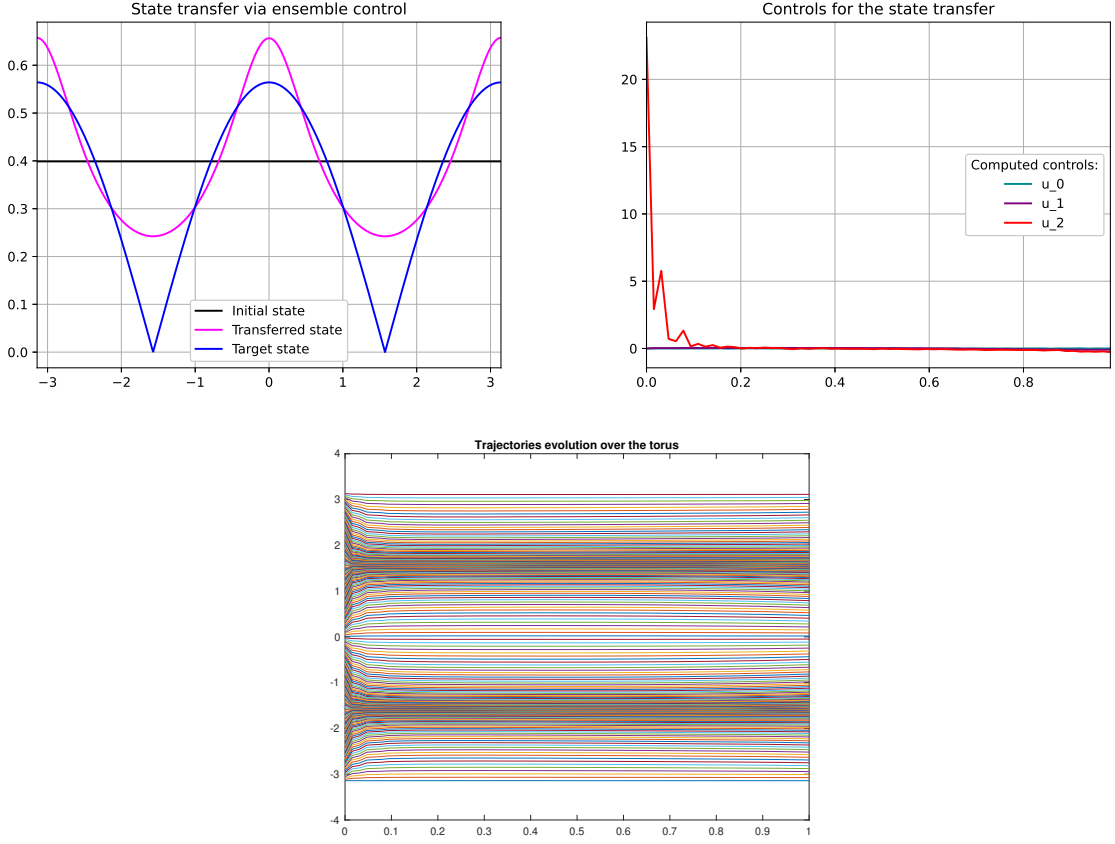 State transfer via ensemble control
0.6
0.5
0.4
0.3
0.2
0.1
0.0
Initial state
Transferred state
Target state
−3 −2 −1 0 1 2 3
Controls for the state transfer
20
15
10
5
0
Computed controls:
u_0
u_1
u_2
0.0 0.2 0.4 0.6 0.8
Trajectories evolution over the torus
4
3
2
1
0
-1
-2
-3
-4
0 0.1 0.2 0.3 0.4 0.5 0.6 0.7 0.8 0.9 1